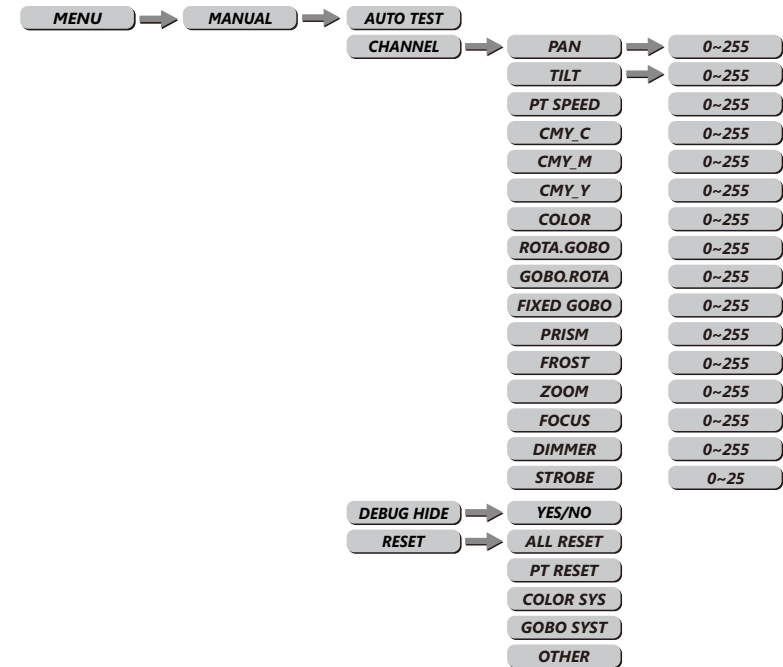 MENU MANUAL AUTO TEST
CHANNEL PAN 0~255
TILT 0~255
PT SPEED 0~255
CMY_C 0~255
CMY_M 0~255
CMY_Y 0~255
COLOR 0~255
ROTA.GOBO 0~255
GOBO.ROTA 0~255
FIXED GOBO 0~255
PRISM 0~255
FROST 0~255
ZOOM 0~255
FOCUS 0~255
DIMMER 0~255
STROBE 0~25
DEBUG HIDE YES/NO
RESET ALL RESET
PT RESET
COLOR SYS
GOBO SYST
OTHER